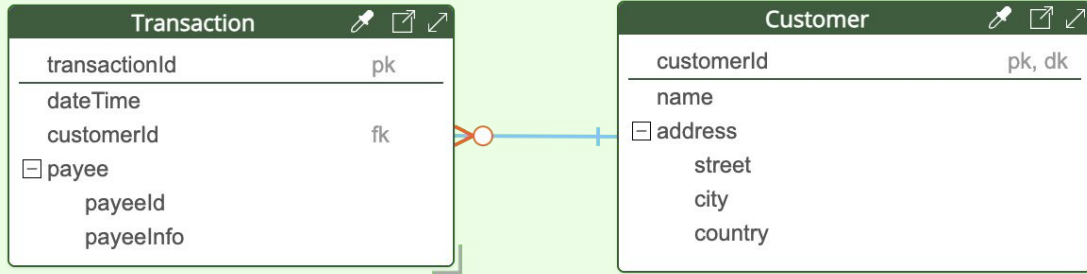 Transaction
transactionId pk
dateTime
customerId fk
payee
payeeId
payeeInfo
Customer
customerId pk, dk
name
address
street
city
country